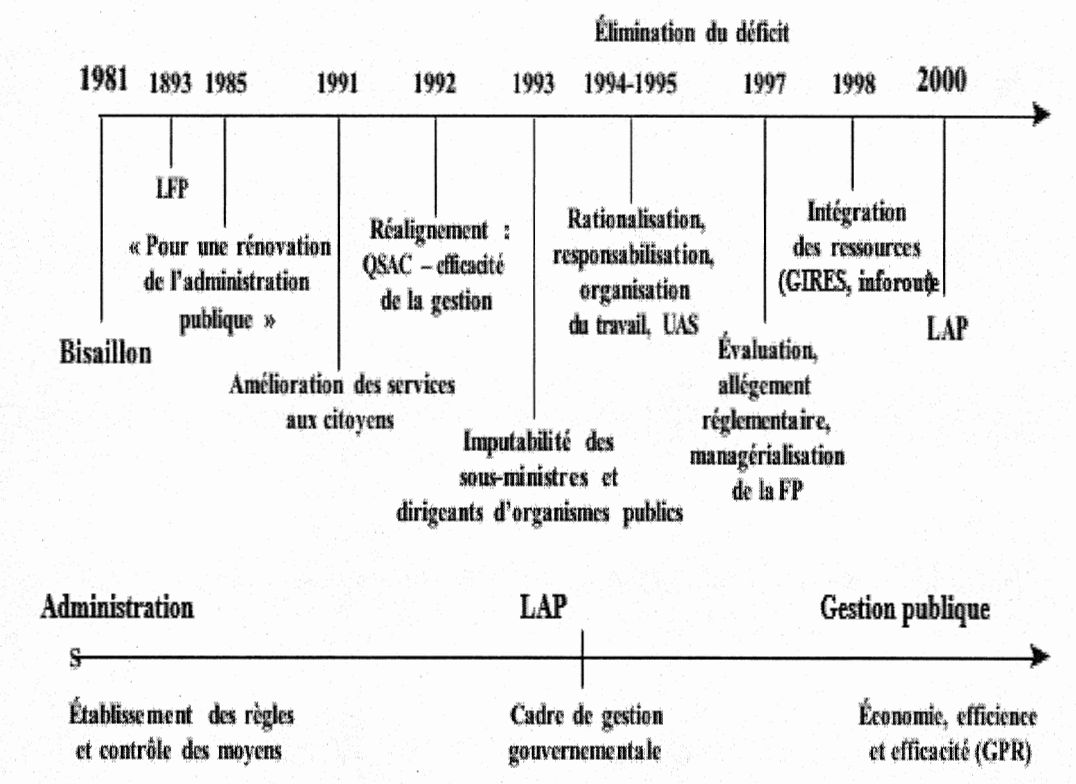 Élimination du déficit
1981 1893 1985 1991 1992 1993 1994-1995 1997 1998 2000
LFP
« Pour une rénovation
de l'administration
publique »
Bisaillon
Amélioration des services
aux citoyens
Réalignement :
QSAC – efficacité
de la gestion
Imputabilité des
sous-ministres et
dirigeants d'organismes publics
Rationalisation,
responsabilisation,
organisation
du travail, UAS
Évaluation,
allégement
réglementaire,
managérialisation
de la FP
Intégration
des ressources
(GIRES, inforoute
LAP
Administration LAP Gestion publique
S
Établissement des règles
et contrôle des moyens
Cadre de gestion
gouvernementale
Économie, efficience
et efficacité (GPR)